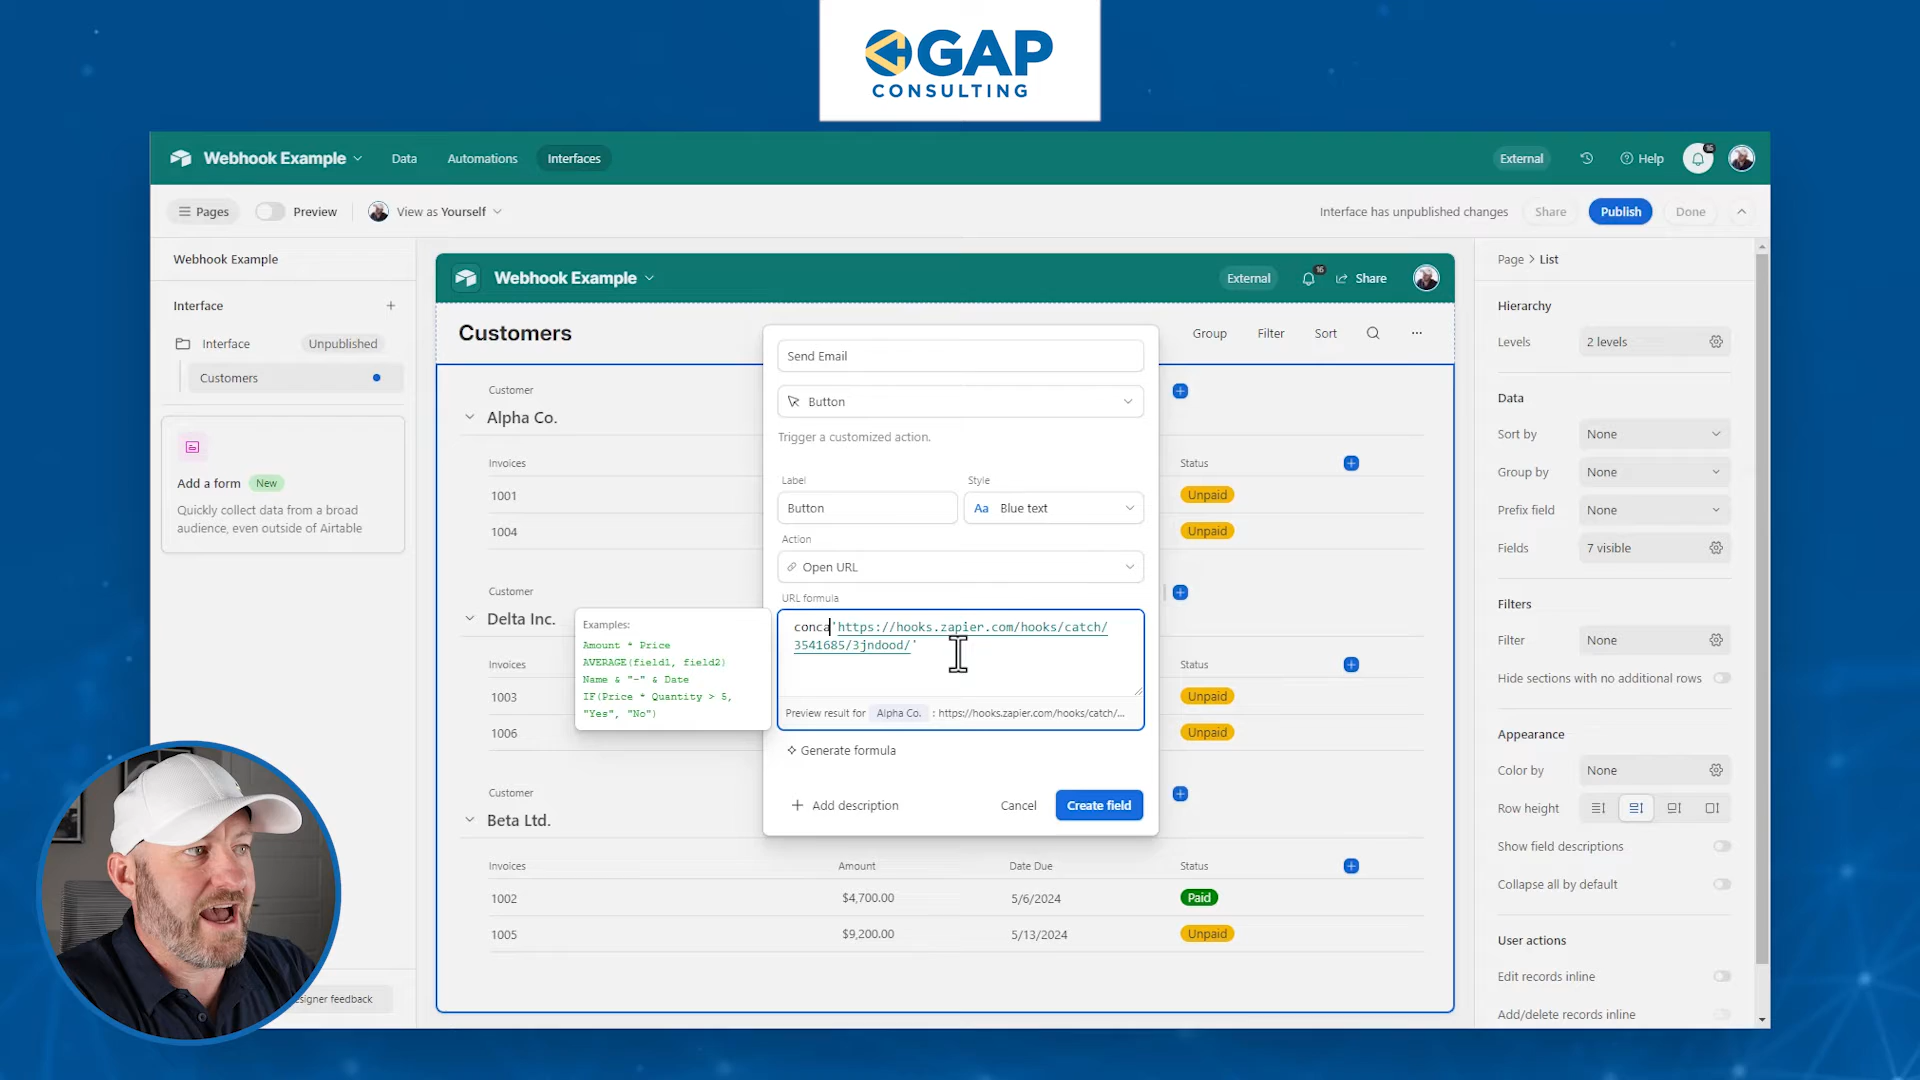 GAP
CONSULTING
Webhook Example
Data
Automations
Interfaces
External
Help
16
Pages
Preview
View as Yourself
Interface has unpublished changes
Share
Publish
Done
Webhook Example
Interface
Interface
Unpublished
Customers
Add a form
New
Quickly collect data from a broad
audience, even outside of Airtable
signer feedback
Webhook Example
External
16
Share
Customers
Group
Filter
Sort
Customer
Alpha Co.
Invoices
Status
1001
Unpaid
1004
Unpaid
Customer
Delta Inc.
Invoices
Status
1003
Unpaid
1006
Unpaid
Customer
Beta Ltd.
Invoices
Amount
Date Due
Status
1002
$4,700.00
5/6/2024
Paid
1005
$9,200.00
5/13/2024
Unpaid
Send Email
Button
Trigger a customized action.
Label
Style
Button
Aa Blue text
Action
Open URL
URL formula
conca'https://hooks.zapier.com/hooks/catch/
3541685/3jndood/'
Preview result for Alpha Co. : https://hooks.zapier.com/hooks/catch/...
Generate formula
Add description
Cancel
Create field
Examples:
Amount * Price
AVERAGE(field1, field2)
Name & "-" & Date
IF(Price * Quantity > 5,
"Yes", "No")
Page > List
Hierarchy
Levels
2 levels
Data
Sort by
None
Group by
None
Prefix field
None
Fields
7 visible
Filters
Filter
None
Hide sections with no additional rows
Appearance
Color by
None
Row height
Show field descriptions
Collapse all by default
User actions
Edit records inline
Add/delete records inline